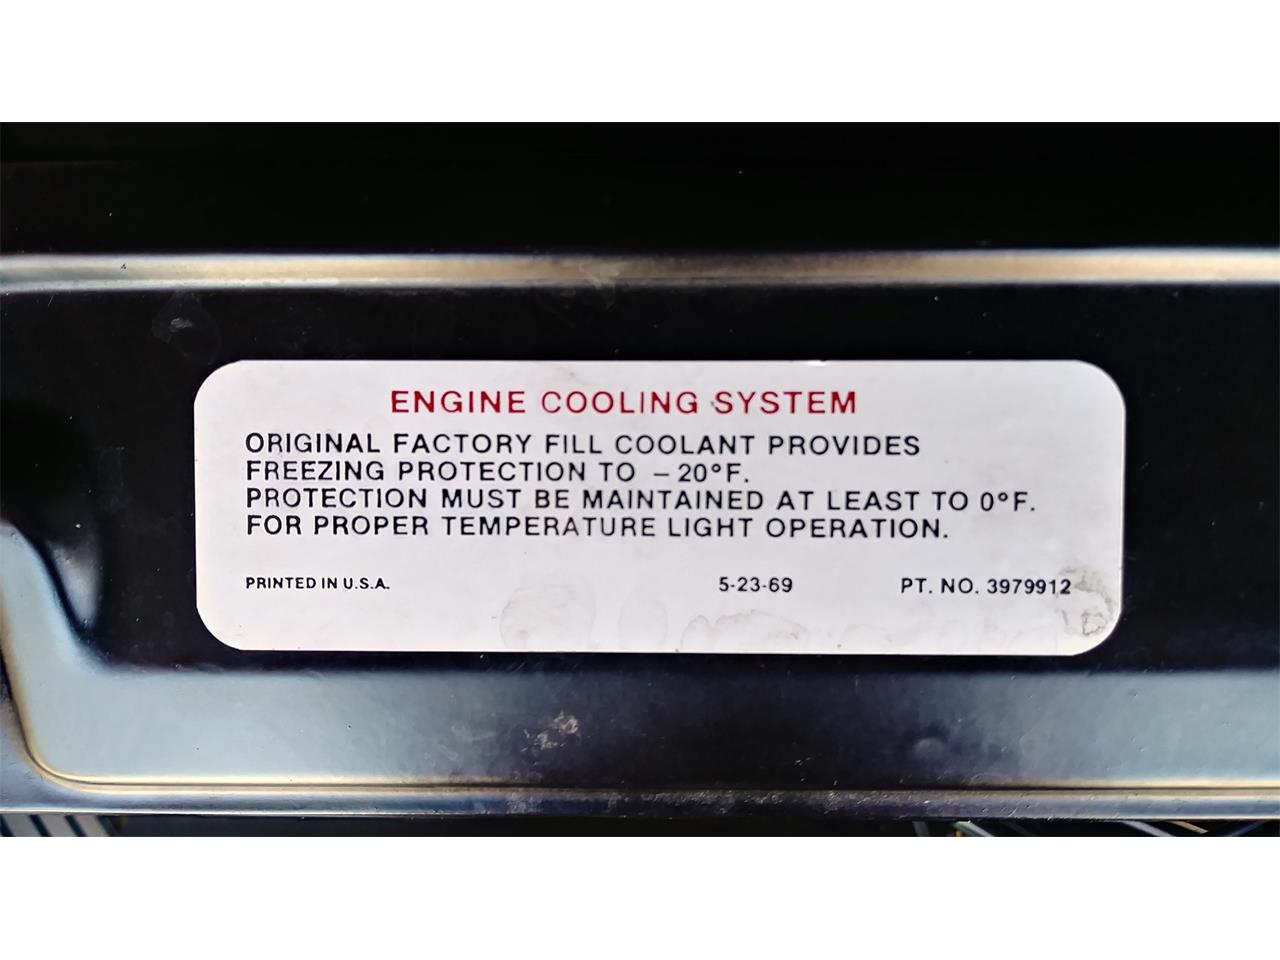 ENGINE COOLING SYSTEM
ORIGINAL FACTORY FILL COOLANT PROVIDES
FREEZING PROTECTION TO – 20°F.
PROTECTION MUST BE MAINTAINED AT LEAST TO 0°F.
FOR PROPER TEMPERATURE LIGHT OPERATION.
PRINTED IN U.S.A. 5-23-69 PT. NO. 3979912